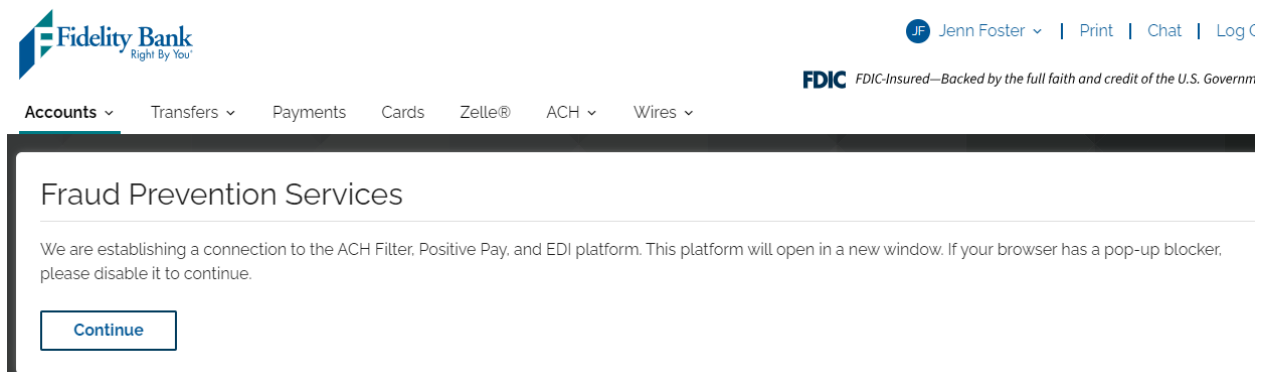 Fidelity Bank
Right By You
JF Jenn Foster Print Chat Log
FDIC FDIC-Insured—Backed by the full faith and credit of the U.S.
Accounts Transfers Payments Cards Zelle® ACH Wires
Fraud Prevention Services
We are establishing a connection to the ACH Filter, Positive Pay, and EDI platform. This platform will open in a new window. If your browser has a pop-up blocker,
please disable it to continue.
Continue